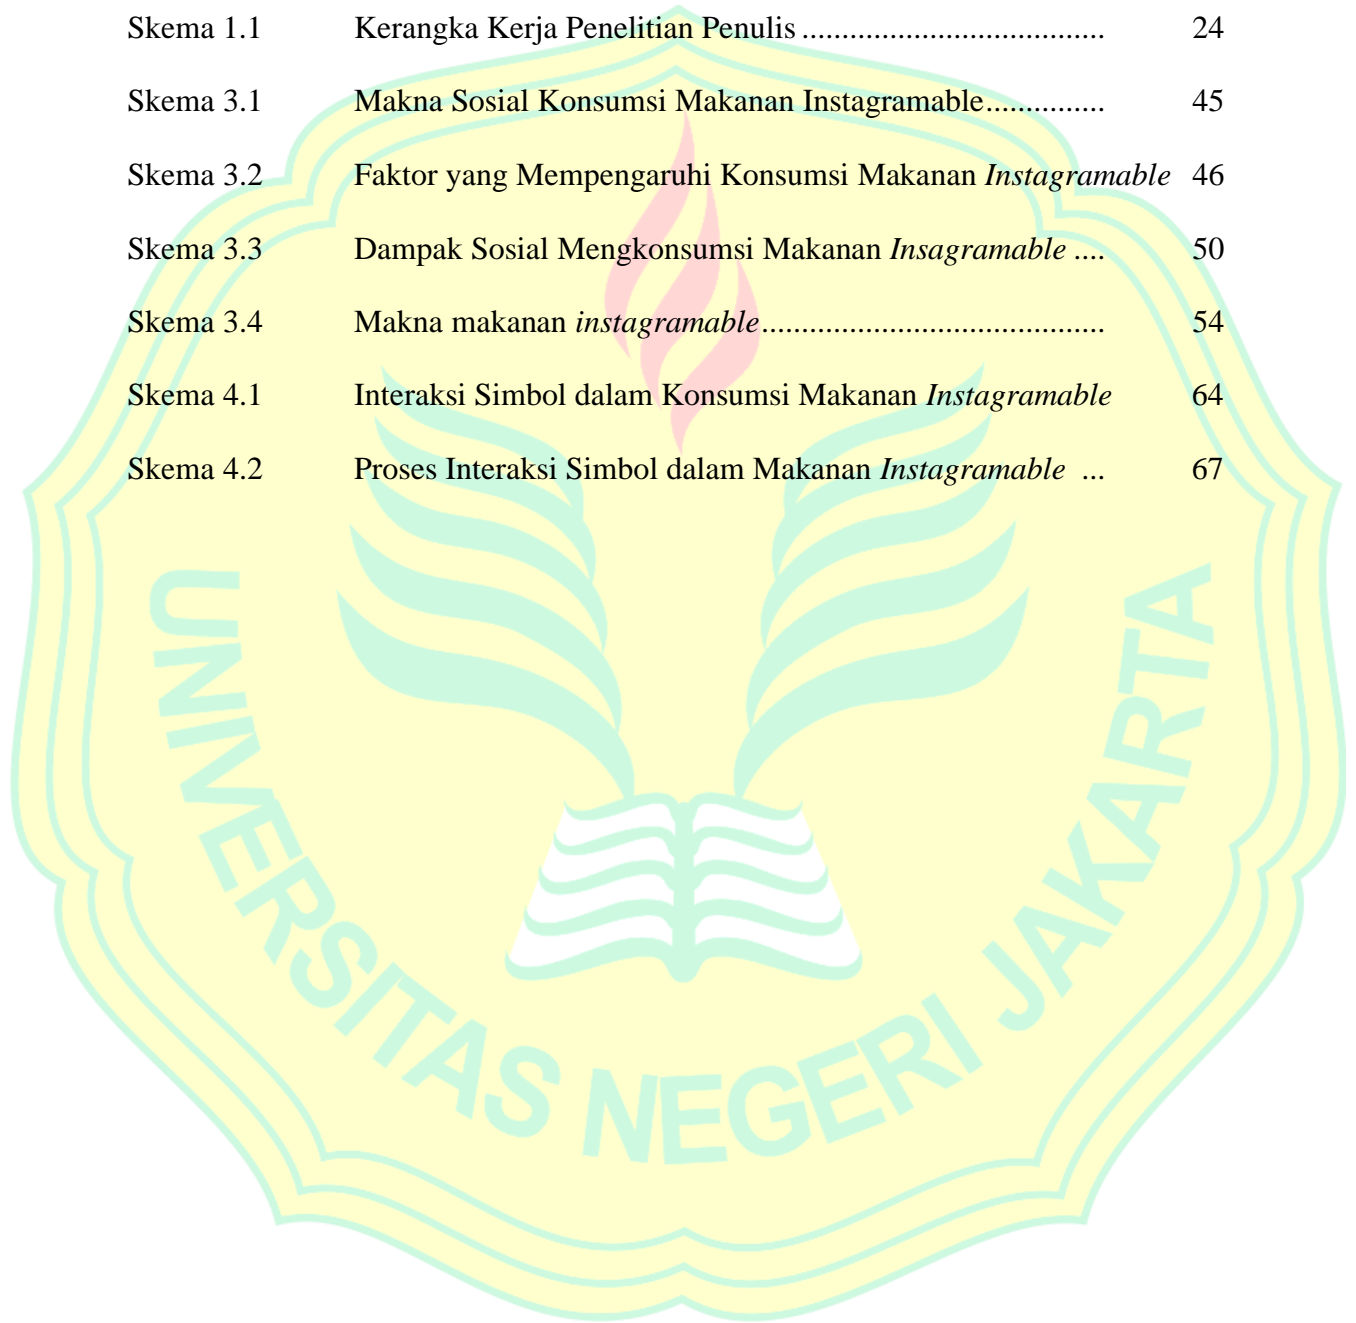 Skema 1.1 Kerangka Kerja Penelitian Penulis ...................................... 24
Skema 3.1 Makna Sosial Konsumsi Makanan Instagramable............... 45
Skema 3.2 Faktor yang Mempengaruhi Konsumsi Makanan Instagramable 46
Skema 3.3 Dampak Sosial Mengkonsumsi Makanan Insagramable .... 50
Skema 3.4 Makna makanan instagramable........................................... 54
Skema 4.1 Interaksi Simbol dalam Konsumsi Makanan Instagramable 64
Skema 4.2 Proses Interaksi Simbol dalam Makanan Instagramable ... 67
UNIVERSITAS NEGERI JAKARTA